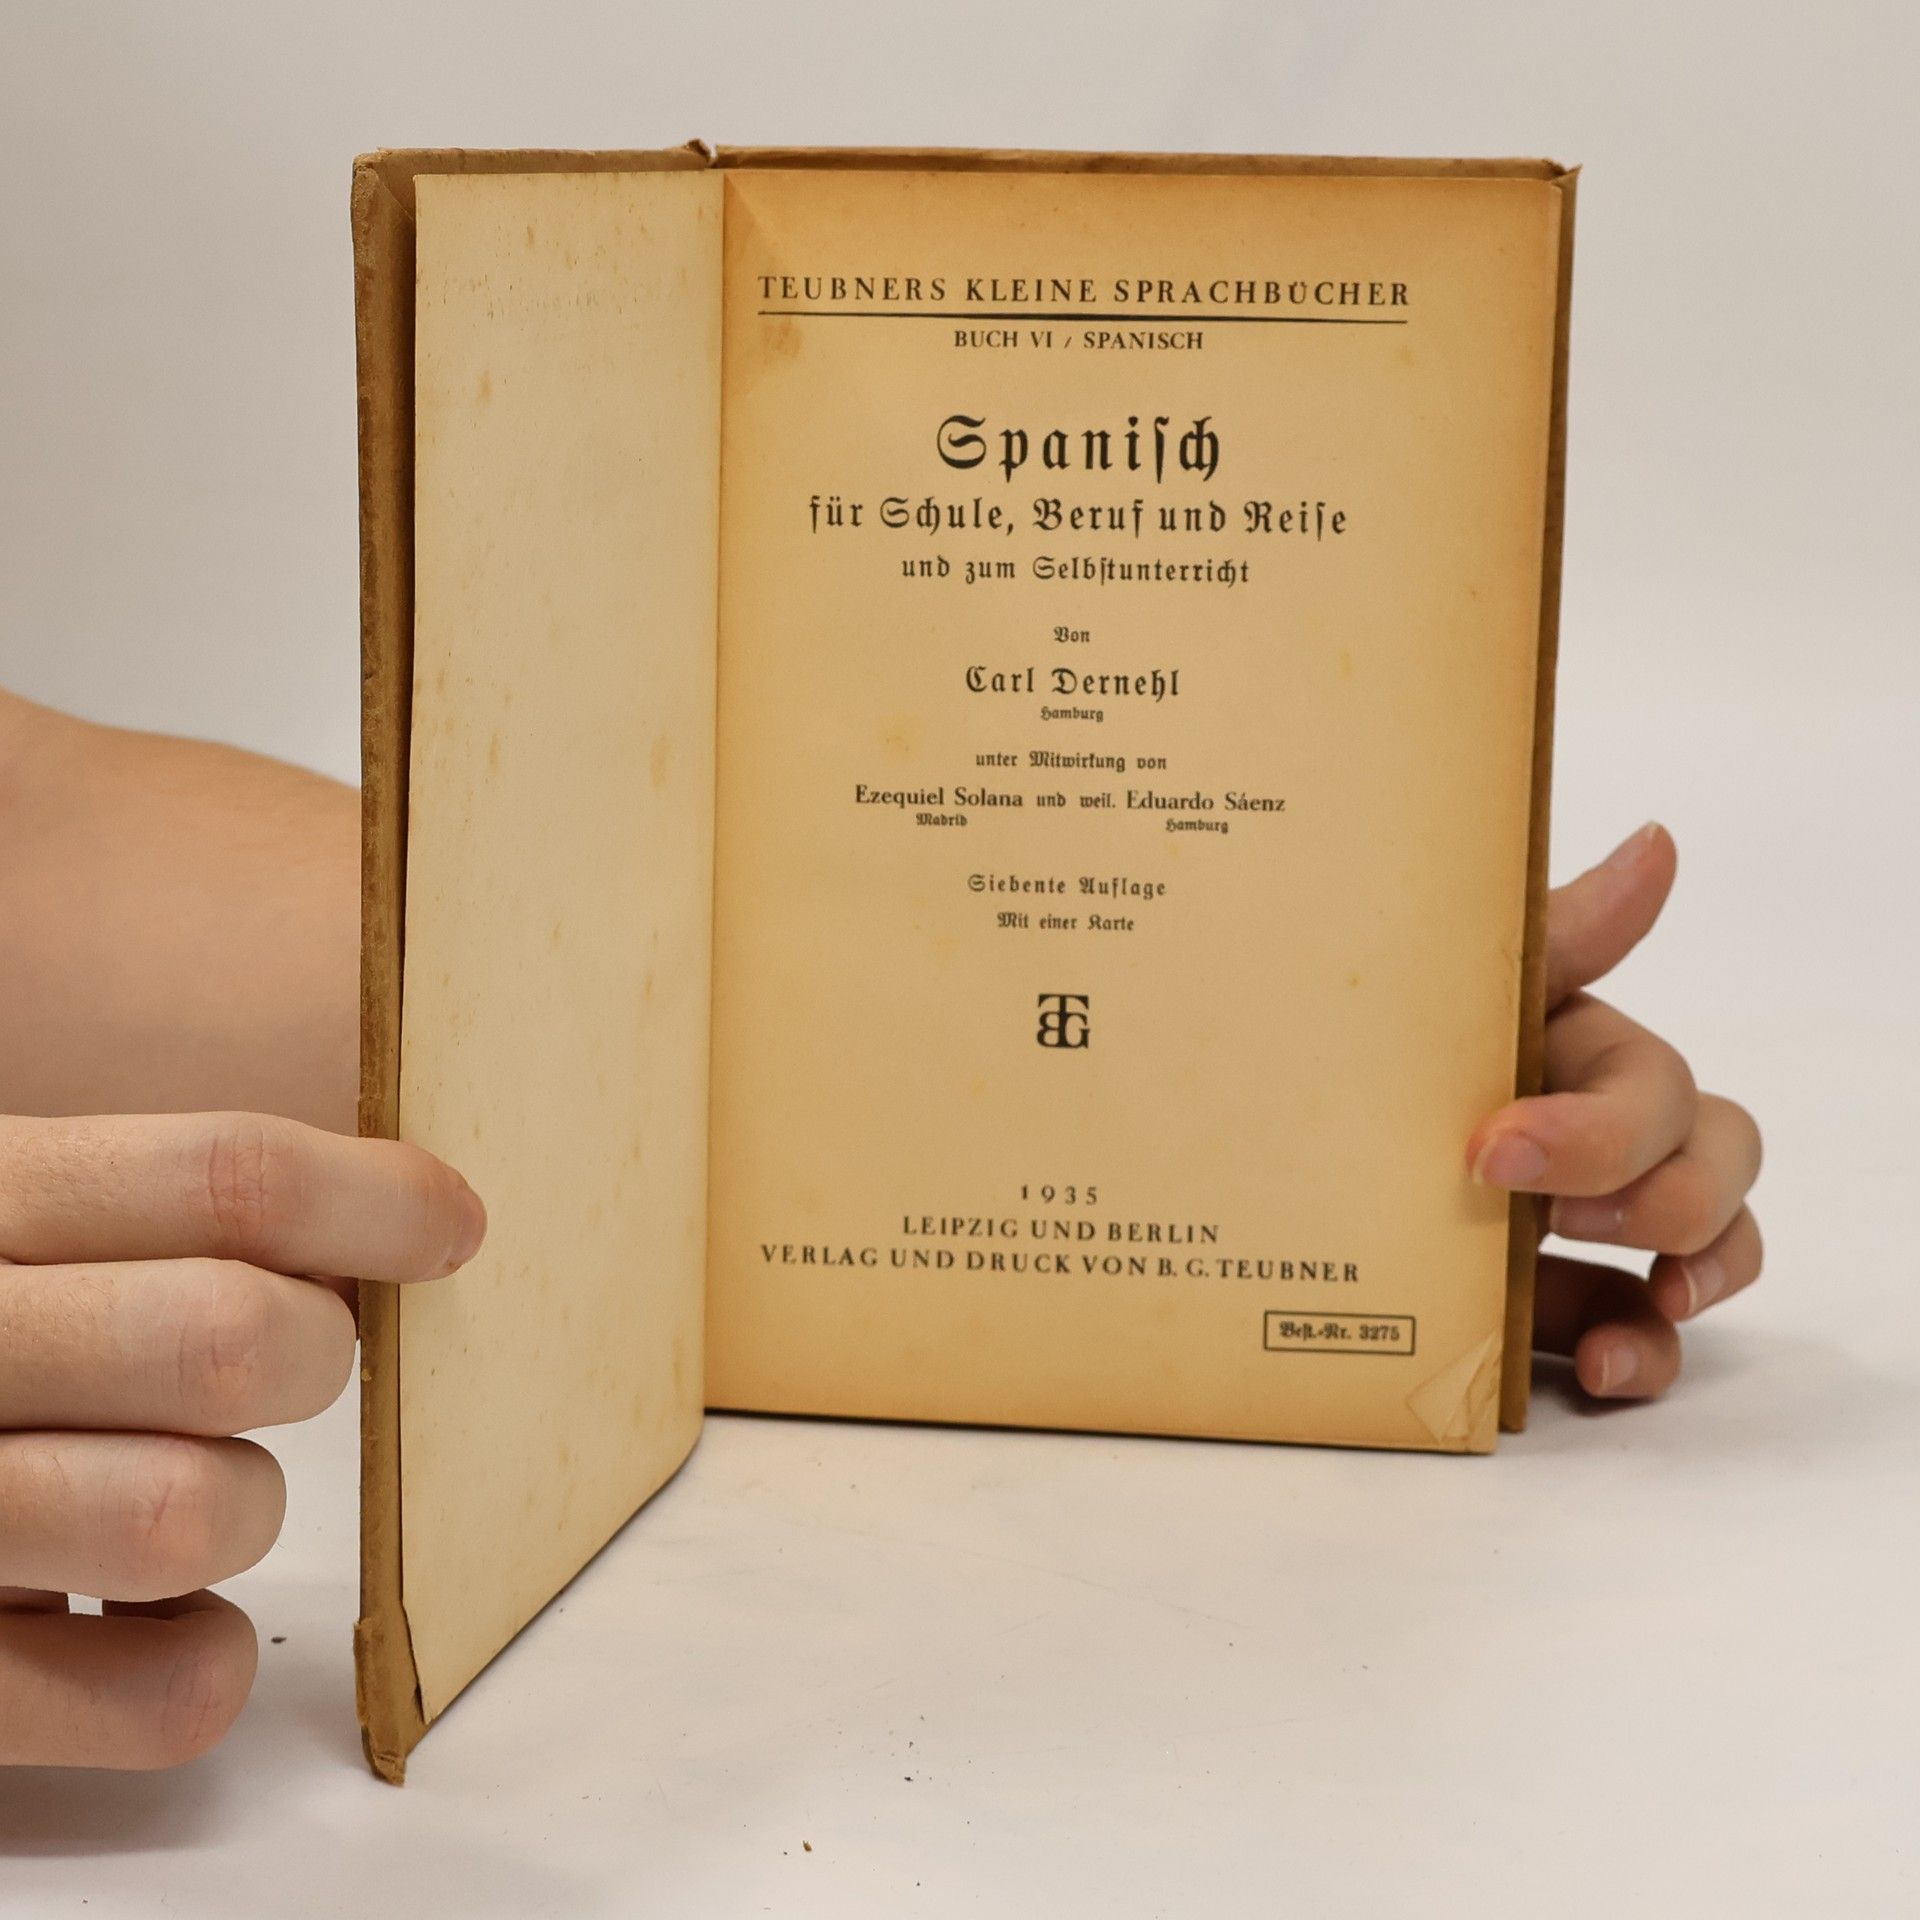 TEUBNERS KLEINE SPRACHBÜCHER
BUCH VI / SPANISCH
Spaniſch
für Schule, Beruf und Reiſe
und zum Selbſtunterricht
Von
Carl Dernehl
Hamburg
unter Mitwirkung von
Ezequiel Solana und weil. Eduardo Sáenz
Madrid Hamburg
Siebente Auflage
Mit einer Karte
BTG
1935
LEIPZIG UND BERLIN
VERLAG UND DRUCK VON B. G. TEUBNER
Beſt.-Nr. 3275